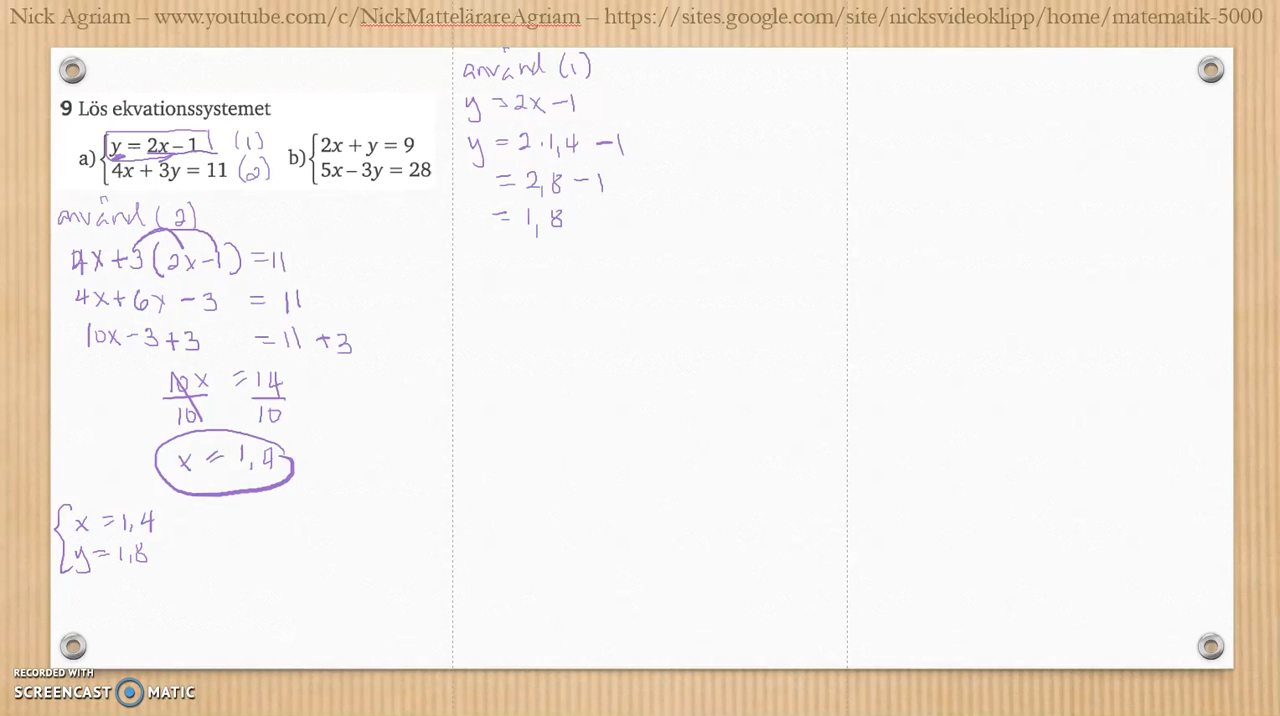 Nick Agriam – www.youtube.com/c/NickMattelärareAgriam – https://sites.google.com/site/nicksvideoklipp/home/matematik-5000
9 Lös ekvationssystemet
a) y = 2x – 1 (1)
4x + 3y = 11 (2)
b) 2x + y = 9
5x – 3y = 28
använd (2)
4x + 3(2x – 1) = 11
4x + 6x – 3 = 11
10x – 3 + 3 = 11 + 3
10x/10 = 14/10
x = 1,4
x = 1,4
y = 1,8
använd (1)
y = 2x – 1
y = 2 · 1,4 – 1
= 2,8 – 1
= 1,8
RECORDED WITH
SCREENCAST MATIC